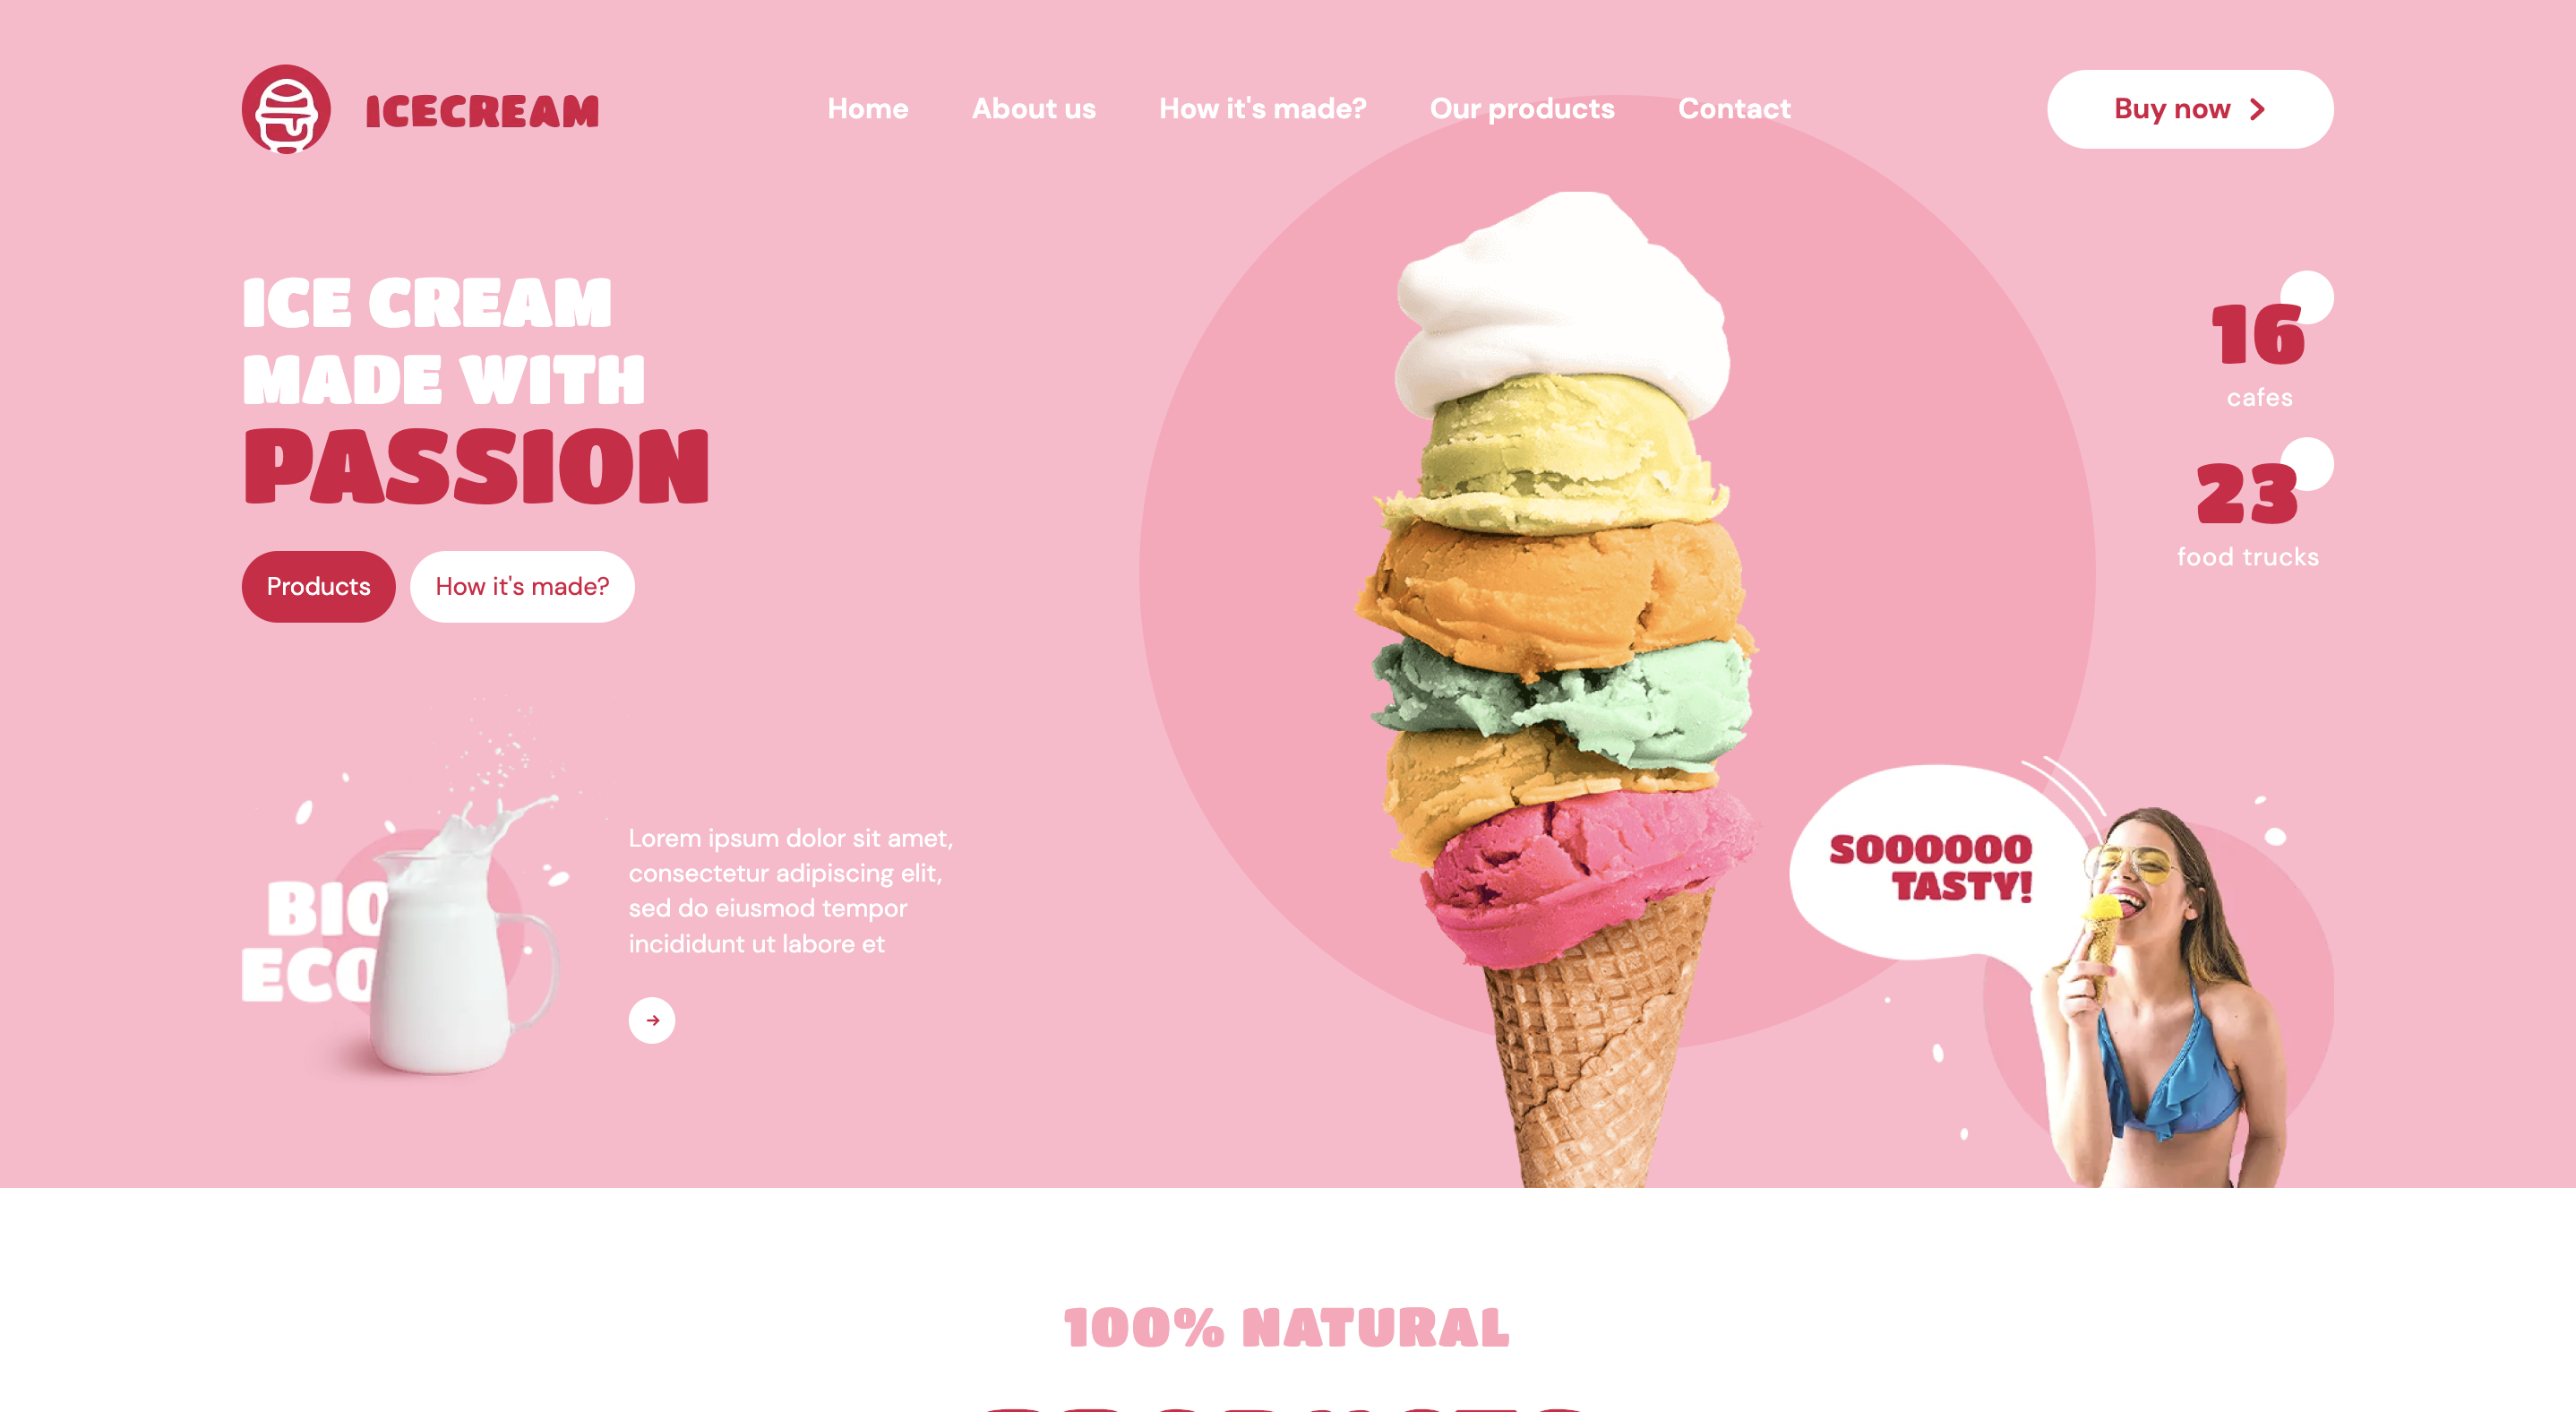 ICECREAM
Home
About us
How it's made?
Our products
Contact
Buy now
ICE CREAM
MADE WITH
PASSION
Products
How it's made?
16
cafes
23
food trucks
BIO
ECO
Lorem ipsum dolor sit amet,
consectetur adipiscing elit,
sed do eiusmod tempor
incididunt ut labore et
SOOOOOO
TASTY!
100% NATURAL